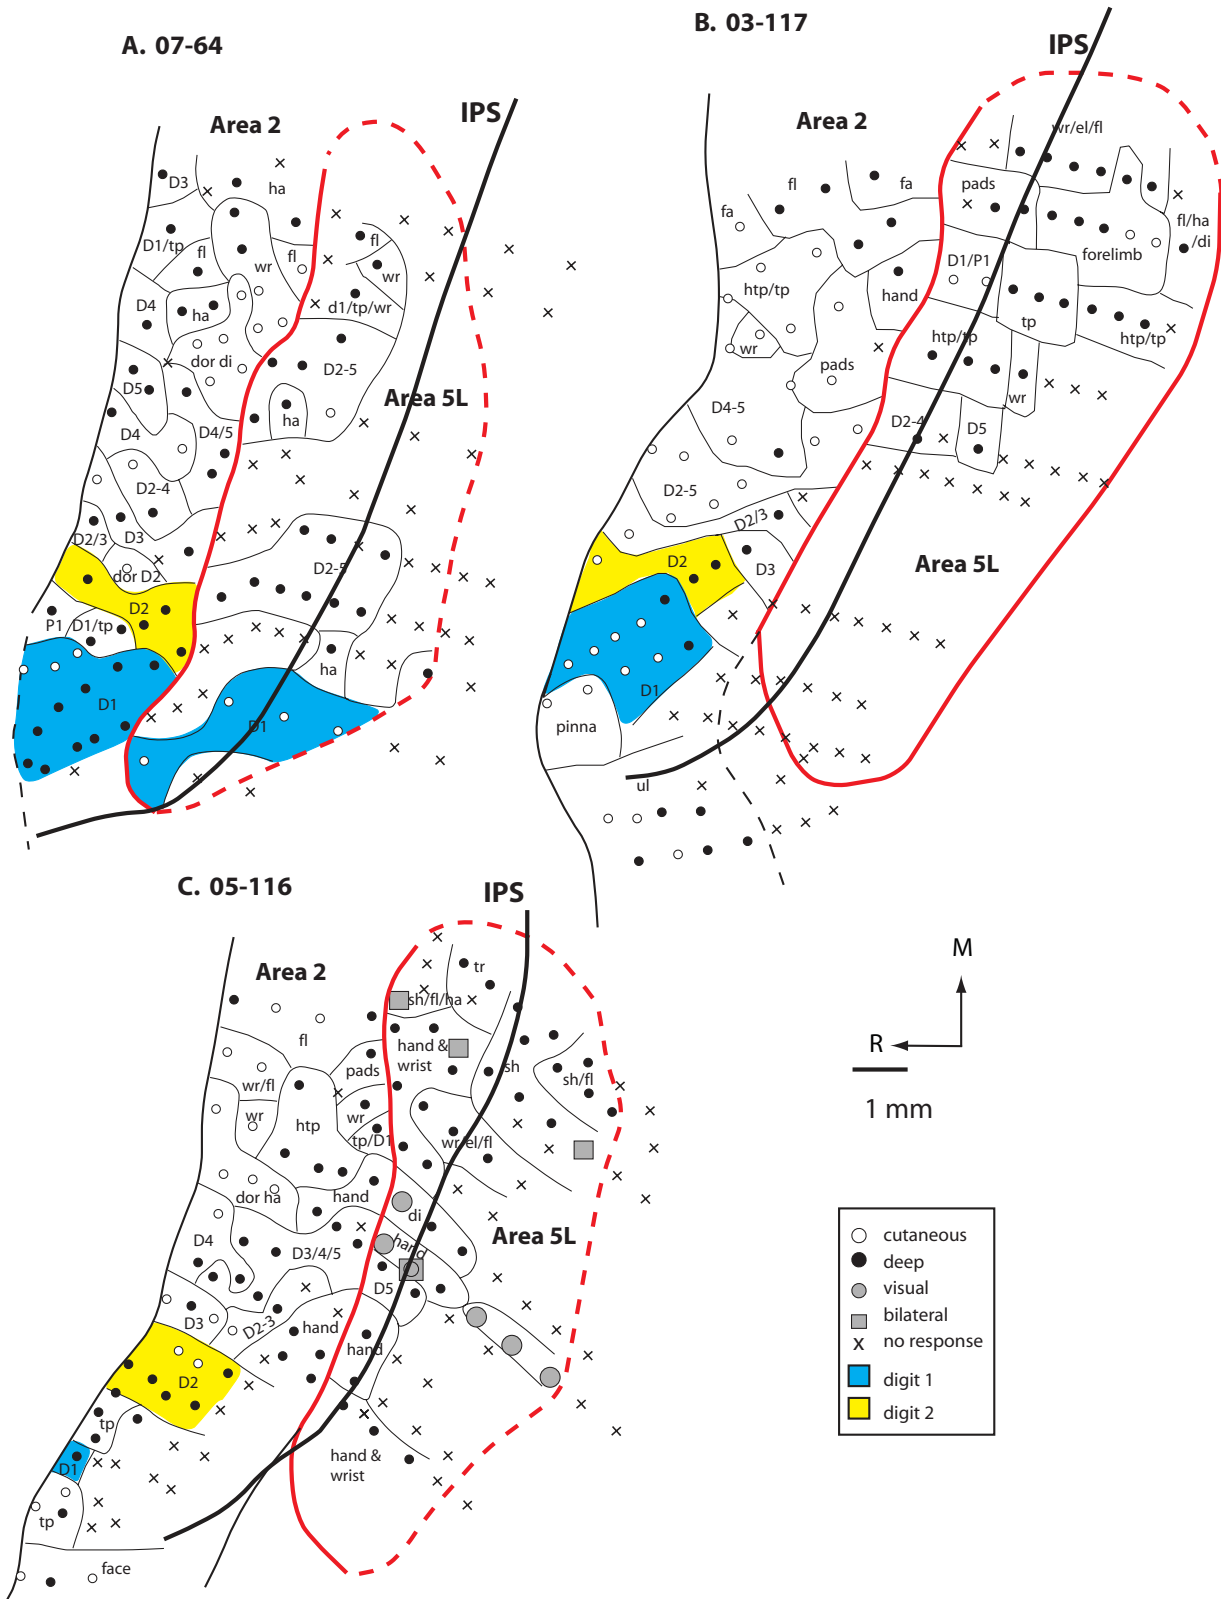 A. 07-64
Area 2
IPS
D3
ha
D1/tp
fl
fl
fl
wr
wr
d1/tp/wr
D4
ha
dor di
D2-5
D5
ha
Area 5L
D4
D4/5
D2-4
D2/3
D3
dor D2
D2-5
D2
P1
D1/tp
ha
D1
D1
B. 03-117
IPS
Area 2
wr/el/fl
fl
fa
pads
fa
fl/ha
/di
D1/P1
forelimb
htp/tp
hand
tp
htp/tp
htp/tp
wr
pads
wr
D4-5
D2-4
D5
D2-5
D2/3
D2
D3
Area 5L
D1
pinna
ul
C. 05-116
IPS
Area 2
tr
sh/fl/ha
fl
hand &
wrist
pads
sh
sh/fl
wr/fl
wr
htp
wr
tp/D1
wr/el/fl
dor ha
hand
di
D4
D3/4/5
hand
Area 5L
D5
D3
D2-3
hand
hand
D2
tp
D1
hand &
wrist
tp
face
M
R
1 mm
cutaneous
deep
visual
bilateral
x no response
digit 1
digit 2